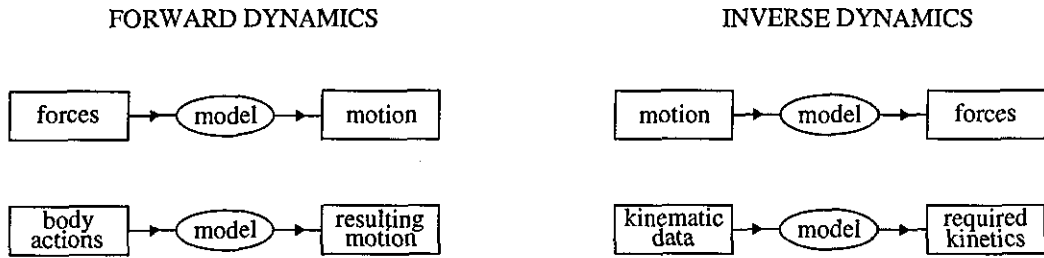 FORWARD DYNAMICS
forces
model
motion
body
actions
model
resulting
motion
INVERSE DYNAMICS
motion
model
forces
kinematic
data
model
required
kinetics